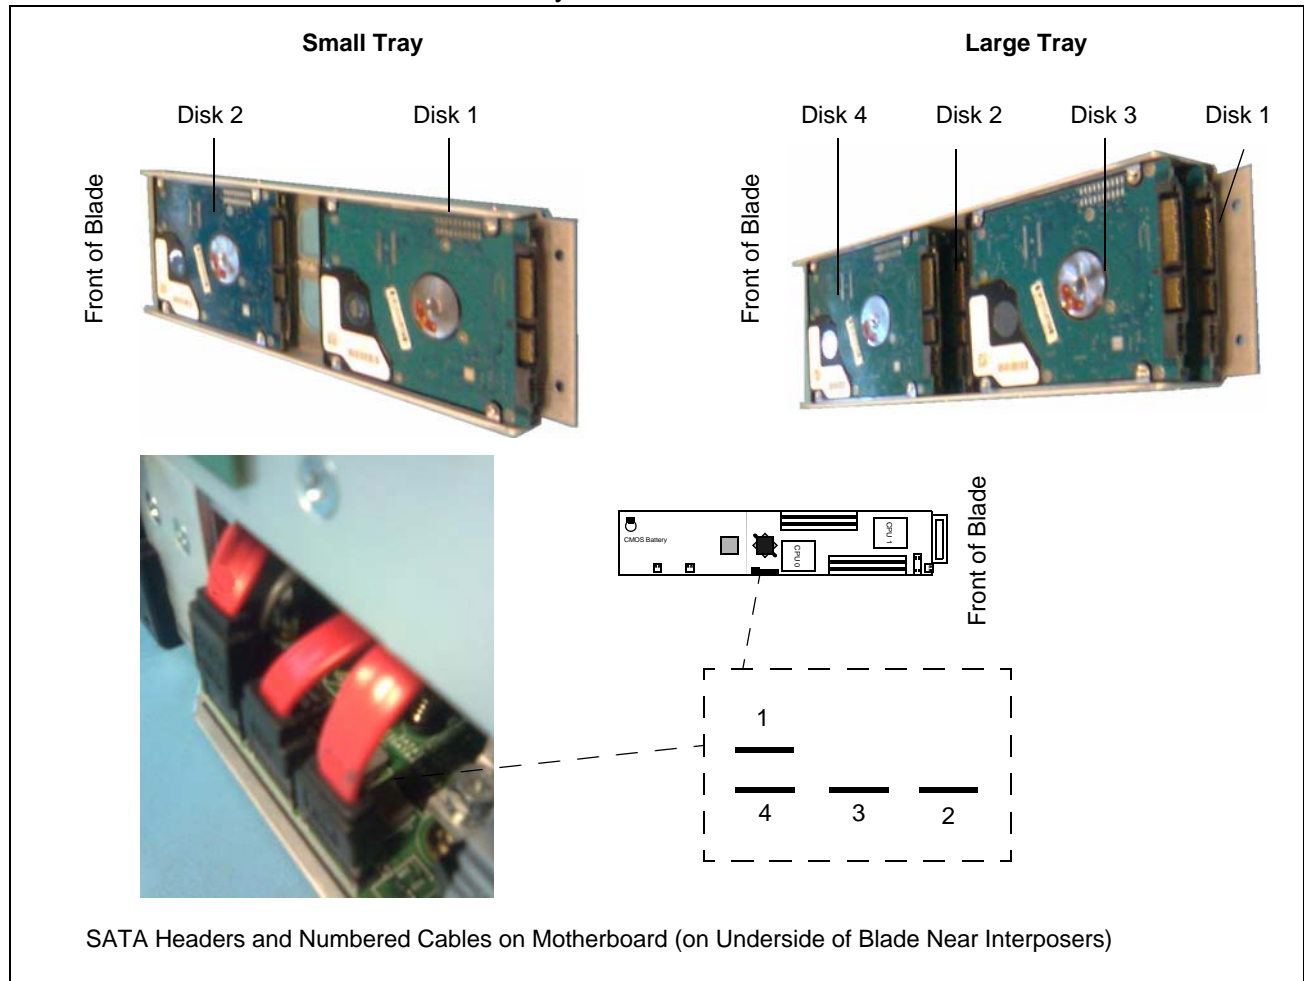 Small Tray
Large Tray
Disk 2
Disk 1
Disk 4
Disk 2
Disk 3
Disk 1
Front of Blade
Front of Blade
CMOS Battery
CPU 0
CPU 1
Front of Blade
1
4
3
2
SATA Headers and Numbered Cables on Motherboard (on Underside of Blade Near Interposers)